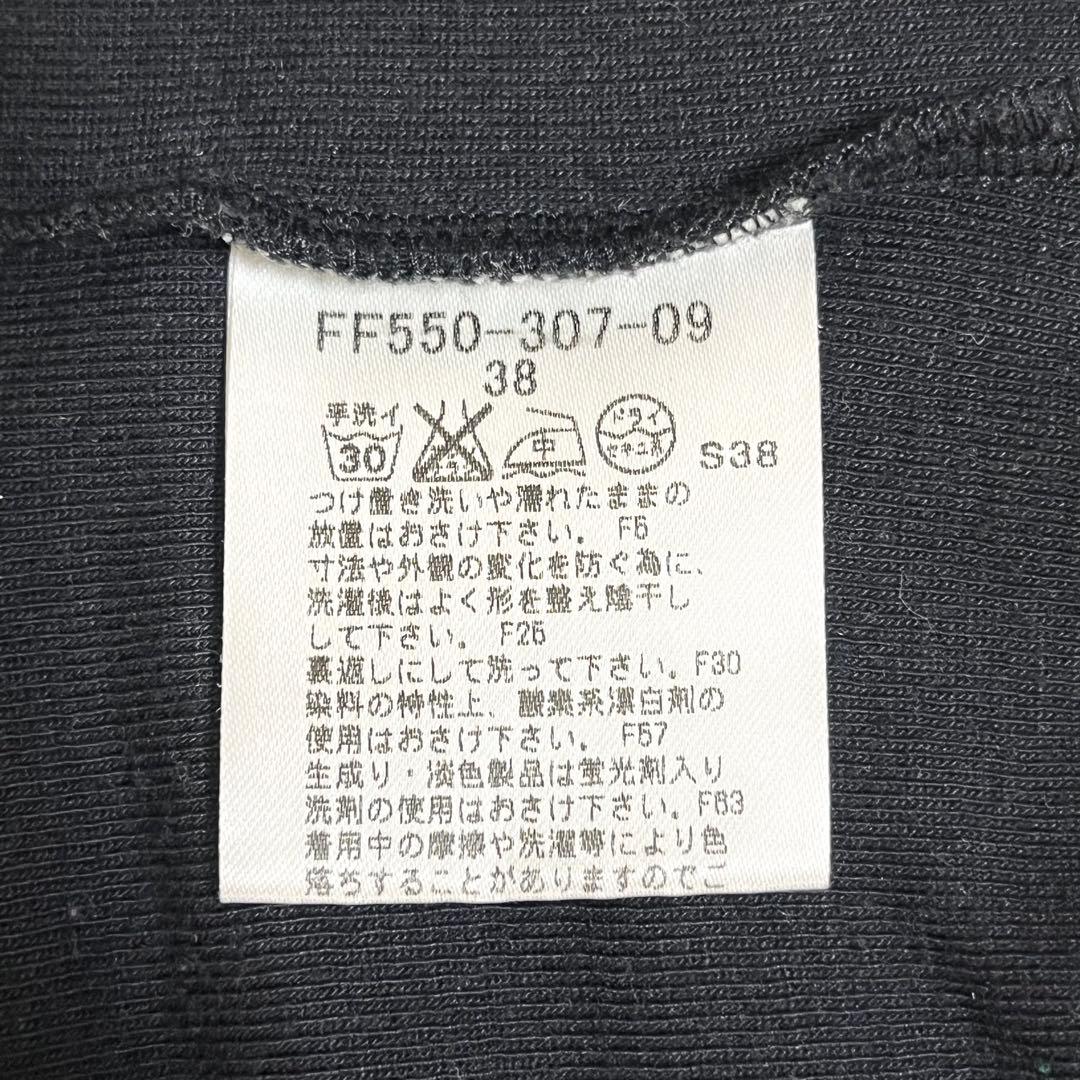 FF550-307-09
38
手洗イ
30
中
ドライ
セキユ系
S38
つけ置き洗いや濡れたままの
放置はおさけ下さい。 F5
寸法や外観の変化を防ぐ為に、
洗濯後はよく形を整え陰干し
して下さい。 F25
裏返しにして洗って下さい。F30
染料の特性上、酸素系漂白剤の
使用はおさけ下さい。 F57
生成り・淡色製品は蛍光剤入り
洗剤の使用はおさけ下さい。F63
着用中の摩擦や洗濯等により色
落ちすることがありますのでご